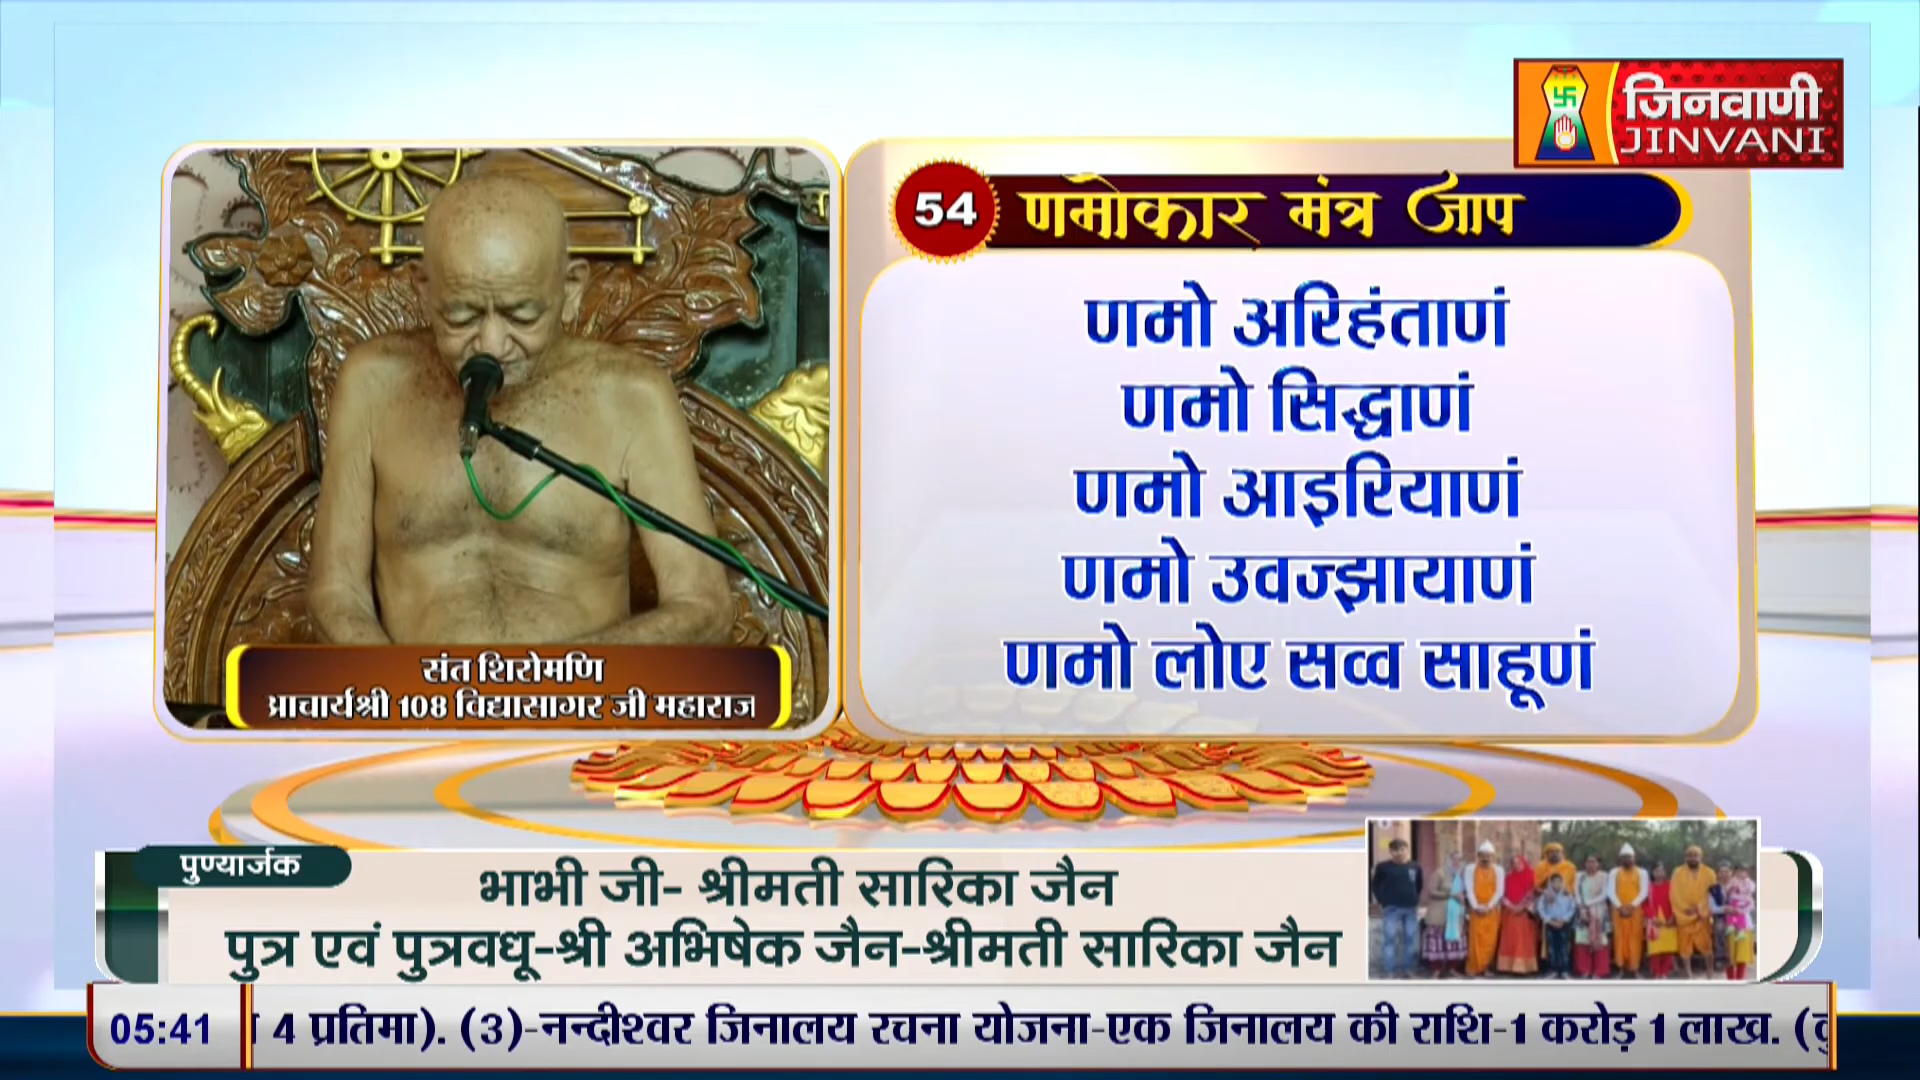 जिनवाणी
JINVANI
54 णमोकार मंत्र जाप
णमो अरिहंताणं
णमो सिद्धाणं
णमो आइरियाणं
णमो उवज्झायाणं
णमो लोए सव्व साहूणं
संत शिरोमणि
आचार्यश्री 108 विद्यासागर जी महाराज
पुण्यार्जक
भाभी जी- श्रीमती सारिका जैन
पुत्र एवं पुत्रवधू-श्री अभिषेक जैन-श्रीमती सारिका जैन
05:41 4 प्रतिमा). (3)-नन्दीश्वर जिनालय रचना योजना-एक जिनालय की राशि-1 करोड़ 1 लाख.